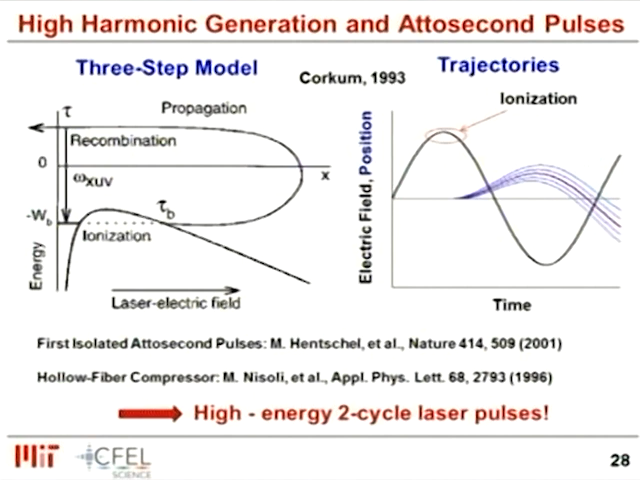 High Harmonic Generation and Attosecond Pulses
Three-Step Model
Corkum, 1993
Trajectories
τ
Propagation
Recombination
0
ωXUV
x
-Wb
τb
Ionization
Energy
Laser-electric field
Ionization
Electric Field, Position
Time
First Isolated Attosecond Pulses: M. Hentschel, et al., Nature 414, 509 (2001)
Hollow-Fiber Compressor: M. Nisoli, et al., Appl. Phys. Lett. 68, 2793 (1996)
High - energy 2-cycle laser pulses!
MIT
CFEL
SCIENCE
28